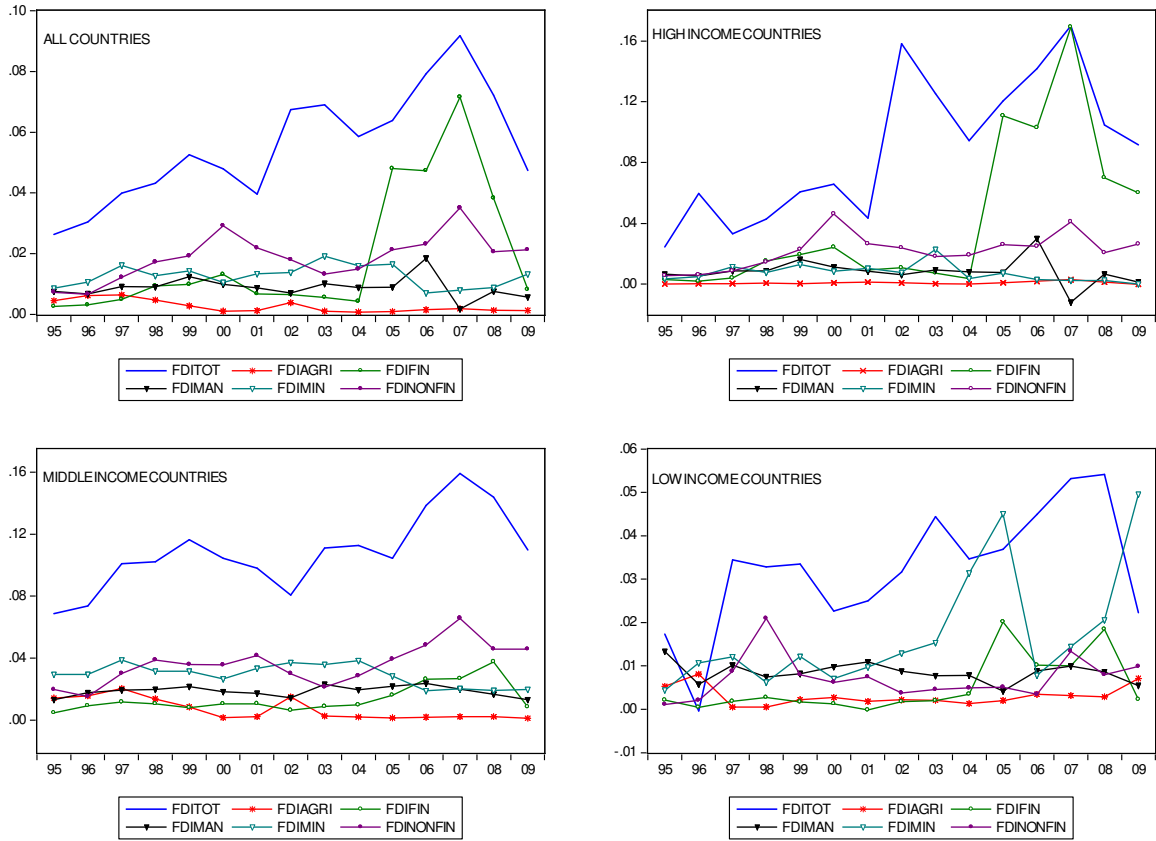 ALL COUNTRIES
.10
.08
.06
.04
.02
.00
95 96 97 98 99 00 01 02 03 04 05 06 07 08 09
FDITOT FDIAGRI FDIFIN
FDIMAN FDIMIN FDINONFIN
HIGH INCOME COUNTRIES
.16
.12
.08
.04
.00
95 96 97 98 99 00 01 02 03 04 05 06 07 08 09
FDITOT FDIAGRI FDIFIN
FDIMAN FDIMIN FDINONFIN
MIDDLE INCOME COUNTRIES
.16
.12
.08
.04
.00
95 96 97 98 99 00 01 02 03 04 05 06 07 08 09
FDITOT FDIAGRI FDIFIN
FDIMAN FDIMIN FDINONFIN
LOW INCOME COUNTRIES
.06
.05
.04
.03
.02
.01
.00
-.01
95 96 97 98 99 00 01 02 03 04 05 06 07 08 09
FDITOT FDIAGRI FDIFIN
FDIMAN FDIMIN FDINONFIN